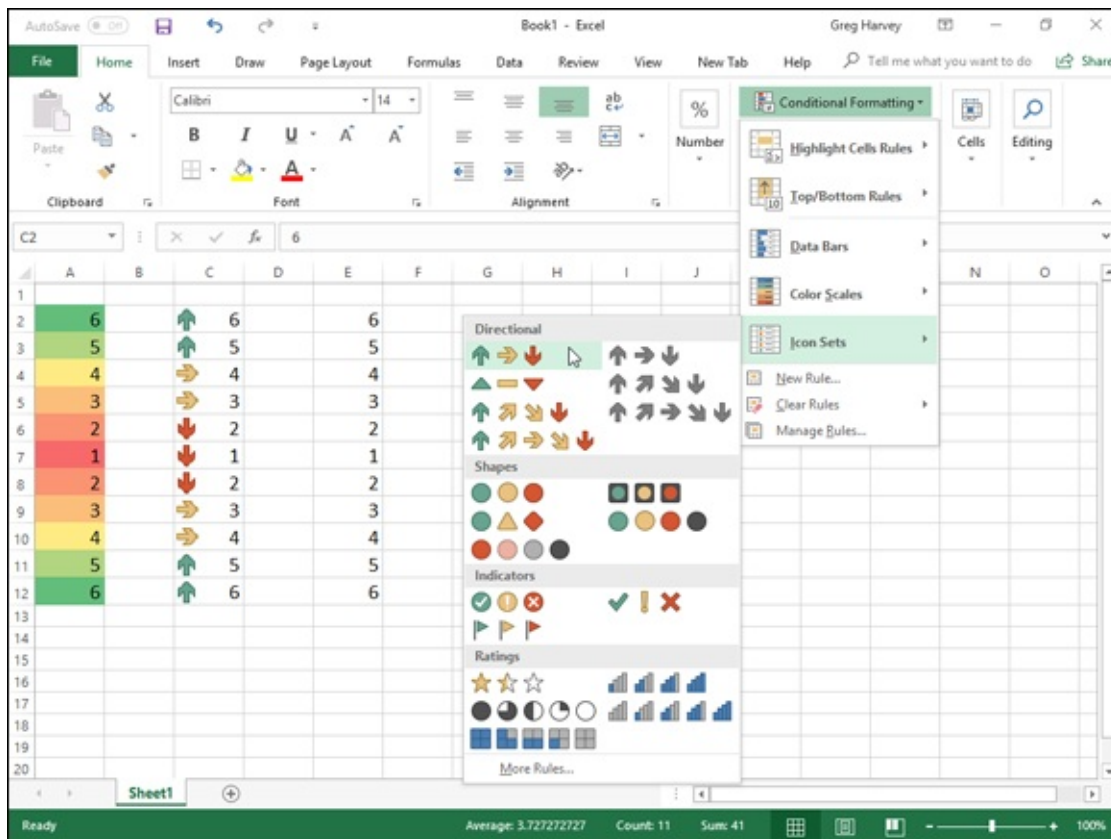 AutoSave Off Book1 - Excel Greg Harvey
File Home Insert Draw Page Layout Formulas Data Review View New Tab Help Tell me what you want to do Share
Calibri 14 ab % Conditional Formatting
B I U A A
Paste Number Cells Editing
A
Clipboard Font Alignment
Highlight Cells Rules
Top/Bottom Rules
Data Bars
Color Scales
Icon Sets
New Rule...
Clear Rules
Manage Rules...
C2 fx 6
A B C D E F G H I J N O
1
2 6 6 6
3 5 5 5
4 4 4 4
5 3 3 3
6 2 2 2
7 1 1 1
8 2 2 2
9 3 3 3
10 4 4 4
11 5 5 5
12 6 6 6
13
14
15
16
17
18
19
20
Directional
Shapes
Indicators
Ratings
More Rules...
Sheet1
Ready Average: 3.727272727 Count: 11 Sum: 41 100%